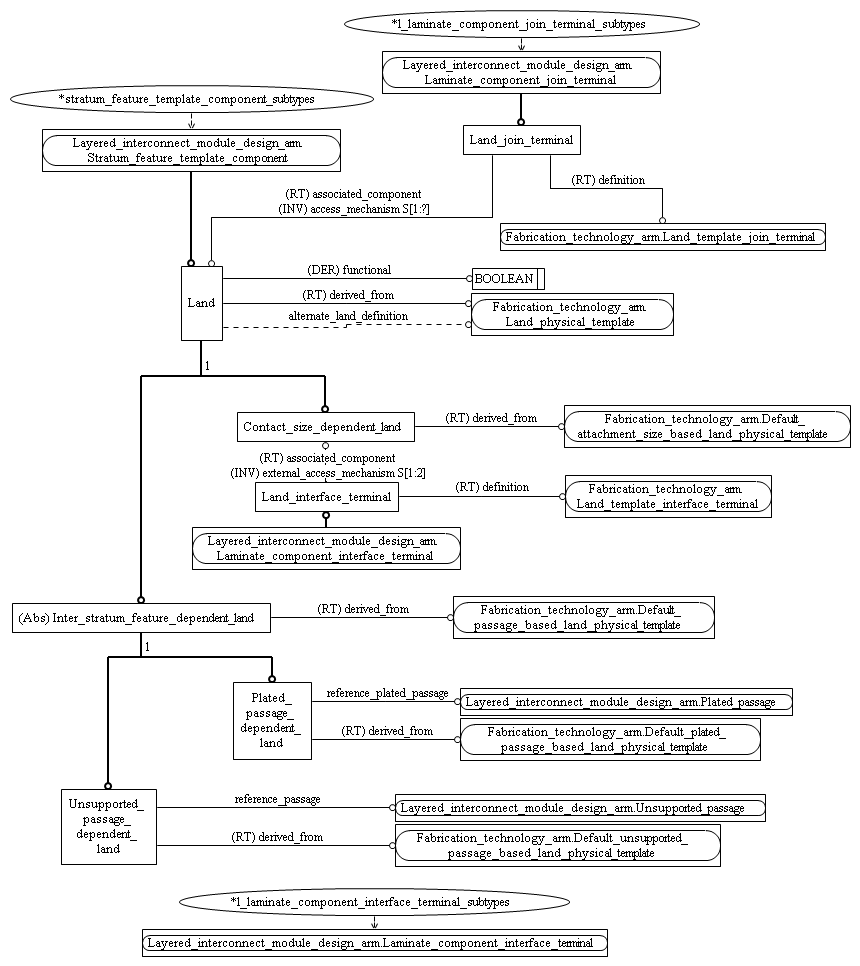 *1_laminate_component_join_terminal_subtypes
Layered_interconnect_module_design_arm.
Laminate_component_join_terminal
*stratum_feature_template_component_subtypes
Layered_interconnect_module_design_arm.
Stratum_feature_template_component
Land_join_terminal
(RT) definition
(RT) associated_component
(INV) access_mechanism S[1:?]
Fabrication_technology_arm.Land_template_join_terminal
Land
(DER) functional
BOOLEAN
(RT) derived_from
Fabrication_technology_arm.
Land_physical_template
alternate_land_definition
1
Contact_size_dependent_land
(RT) derived_from
Fabrication_technology_arm.Default_
attachment_size_based_land_physical_template
(RT) associated_component
(INV) external_access_mechanism S[1:2]
Land_interface_terminal
(RT) definition
Fabrication_technology_arm.
Land_template_interface_terminal
Layered_interconnect_module_design_arm.
Laminate_component_interface_terminal
(Abs) Inter_stratum_feature_dependent_land
(RT) derived_from
Fabrication_technology_arm.Default_
passage_based_land_physical_template
1
Plated_
passage_
dependent_
land
reference_plated_passage
Layered_interconnect_module_design_arm.Plated_passage
(RT) derived_from
Fabrication_technology_arm.Default_plated_
passage_based_land_physical_template
Unsupported_
passage_
dependent_
land
reference_passage
Layered_interconnect_module_design_arm.Unsupported_passage
(RT) derived_from
Fabrication_technology_arm.Default_unsupported_
passage_based_land_physical_template
*1_laminate_component_interface_terminal_subtypes
Layered_interconnect_module_design_arm.Laminate_component_interface_terminal